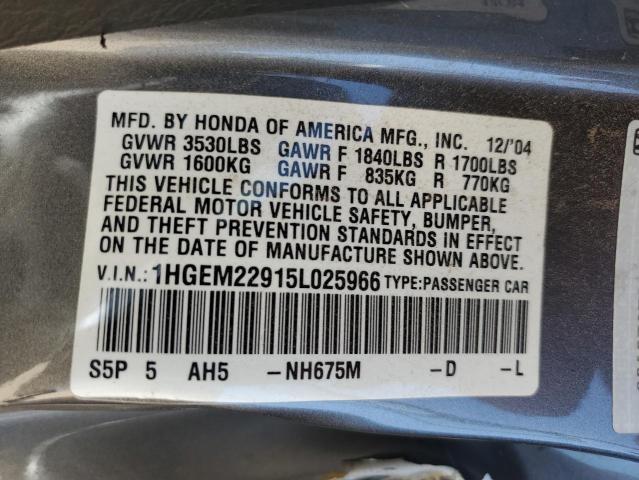 MFD. BY HONDA OF AMERICA MFG., INC. 12/'04
GVWR 3530LBS GAWR F 1840LBS R 1700LBS
GVWR 1600KG GAWR F 835KG R 770KG
THIS VEHICLE CONFORMS TO ALL APPLICABLE
FEDERAL MOTOR VEHICLE SAFETY, BUMPER,
AND THEFT PREVENTION STANDARDS IN EFFECT
ON THE DATE OF MANUFACTURE SHOWN ABOVE.
V.I.N.: 1HGEM22915L025966 TYPE:PASSENGER CAR
S5P 5 AH5 -NH675M -D -L